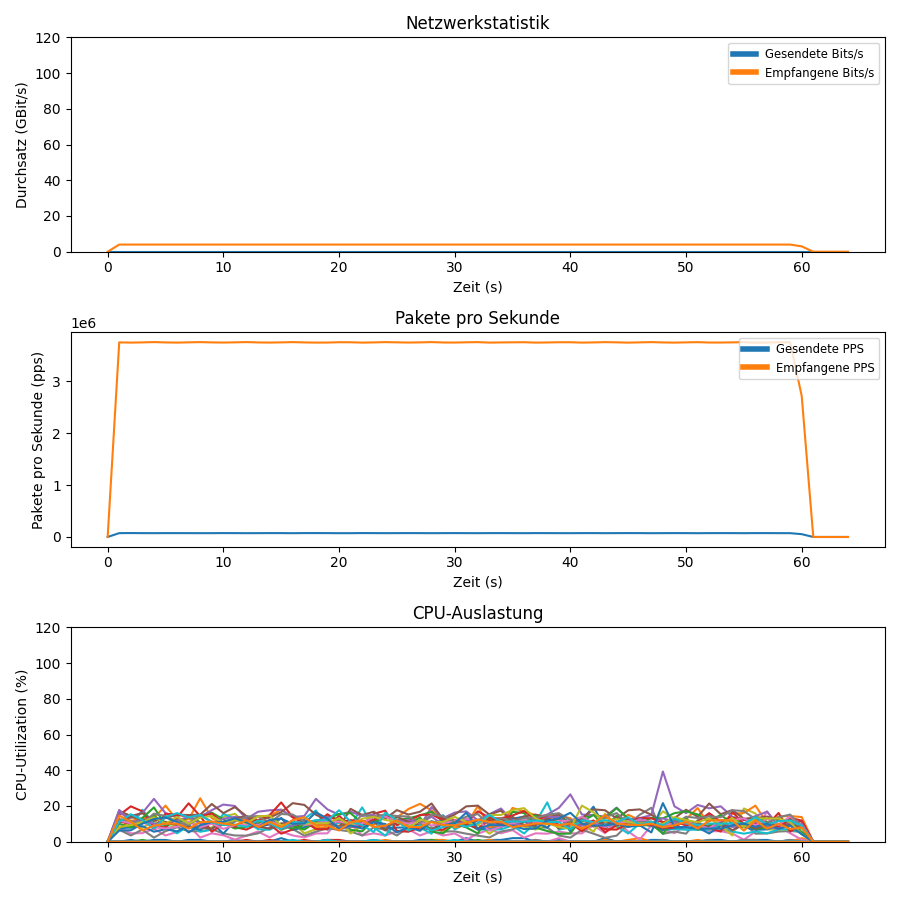 Netzwerkstatistik
120
100
80
60
40
20
0
Durchsatz (GBit/s)
Gesendete Bits/s
Empfangene Bits/s
0 10 20 30 40 50 60
Zeit (s)
Pakete pro Sekunde
1e6
3
2
1
0
Pakete pro Sekunde (pps)
Gesendete PPS
Empfangene PPS
0 10 20 30 40 50 60
Zeit (s)
CPU-Auslastung
120
100
80
60
40
20
0
CPU-Utilization (%)
0 10 20 30 40 50 60
Zeit (s)